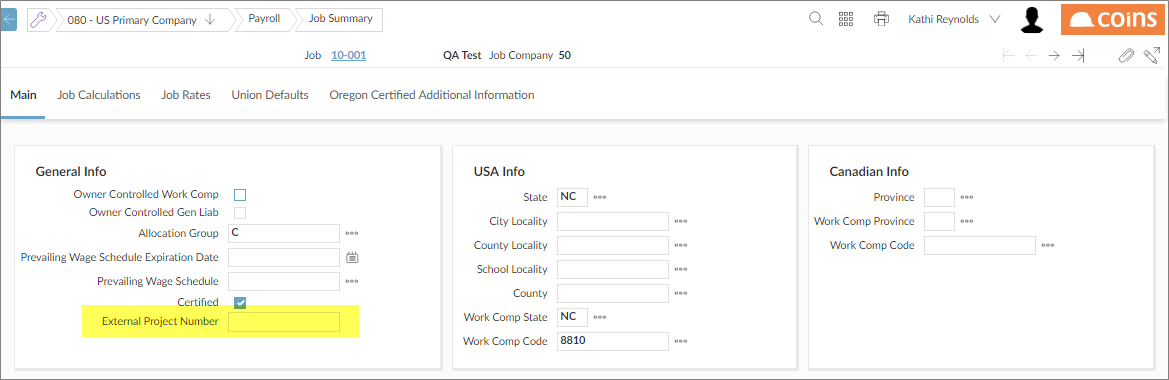 080 - US Primary Company ↓ Payroll Job Summary Kathi Reynolds coins
Job 10-001 QA Test Job Company 50
Main Job Calculations Job Rates Union Defaults Oregon Certified Additional Information
General Info
Owner Controlled Work Comp
Owner Controlled Gen Liab
Allocation Group C
Prevailing Wage Schedule Expiration Date
Prevailing Wage Schedule
Certified
External Project Number
USA Info
State NC
City Locality
County Locality
School Locality
County
Work Comp State NC
Work Comp Code 8810
Canadian Info
Province
Work Comp Province
Work Comp Code